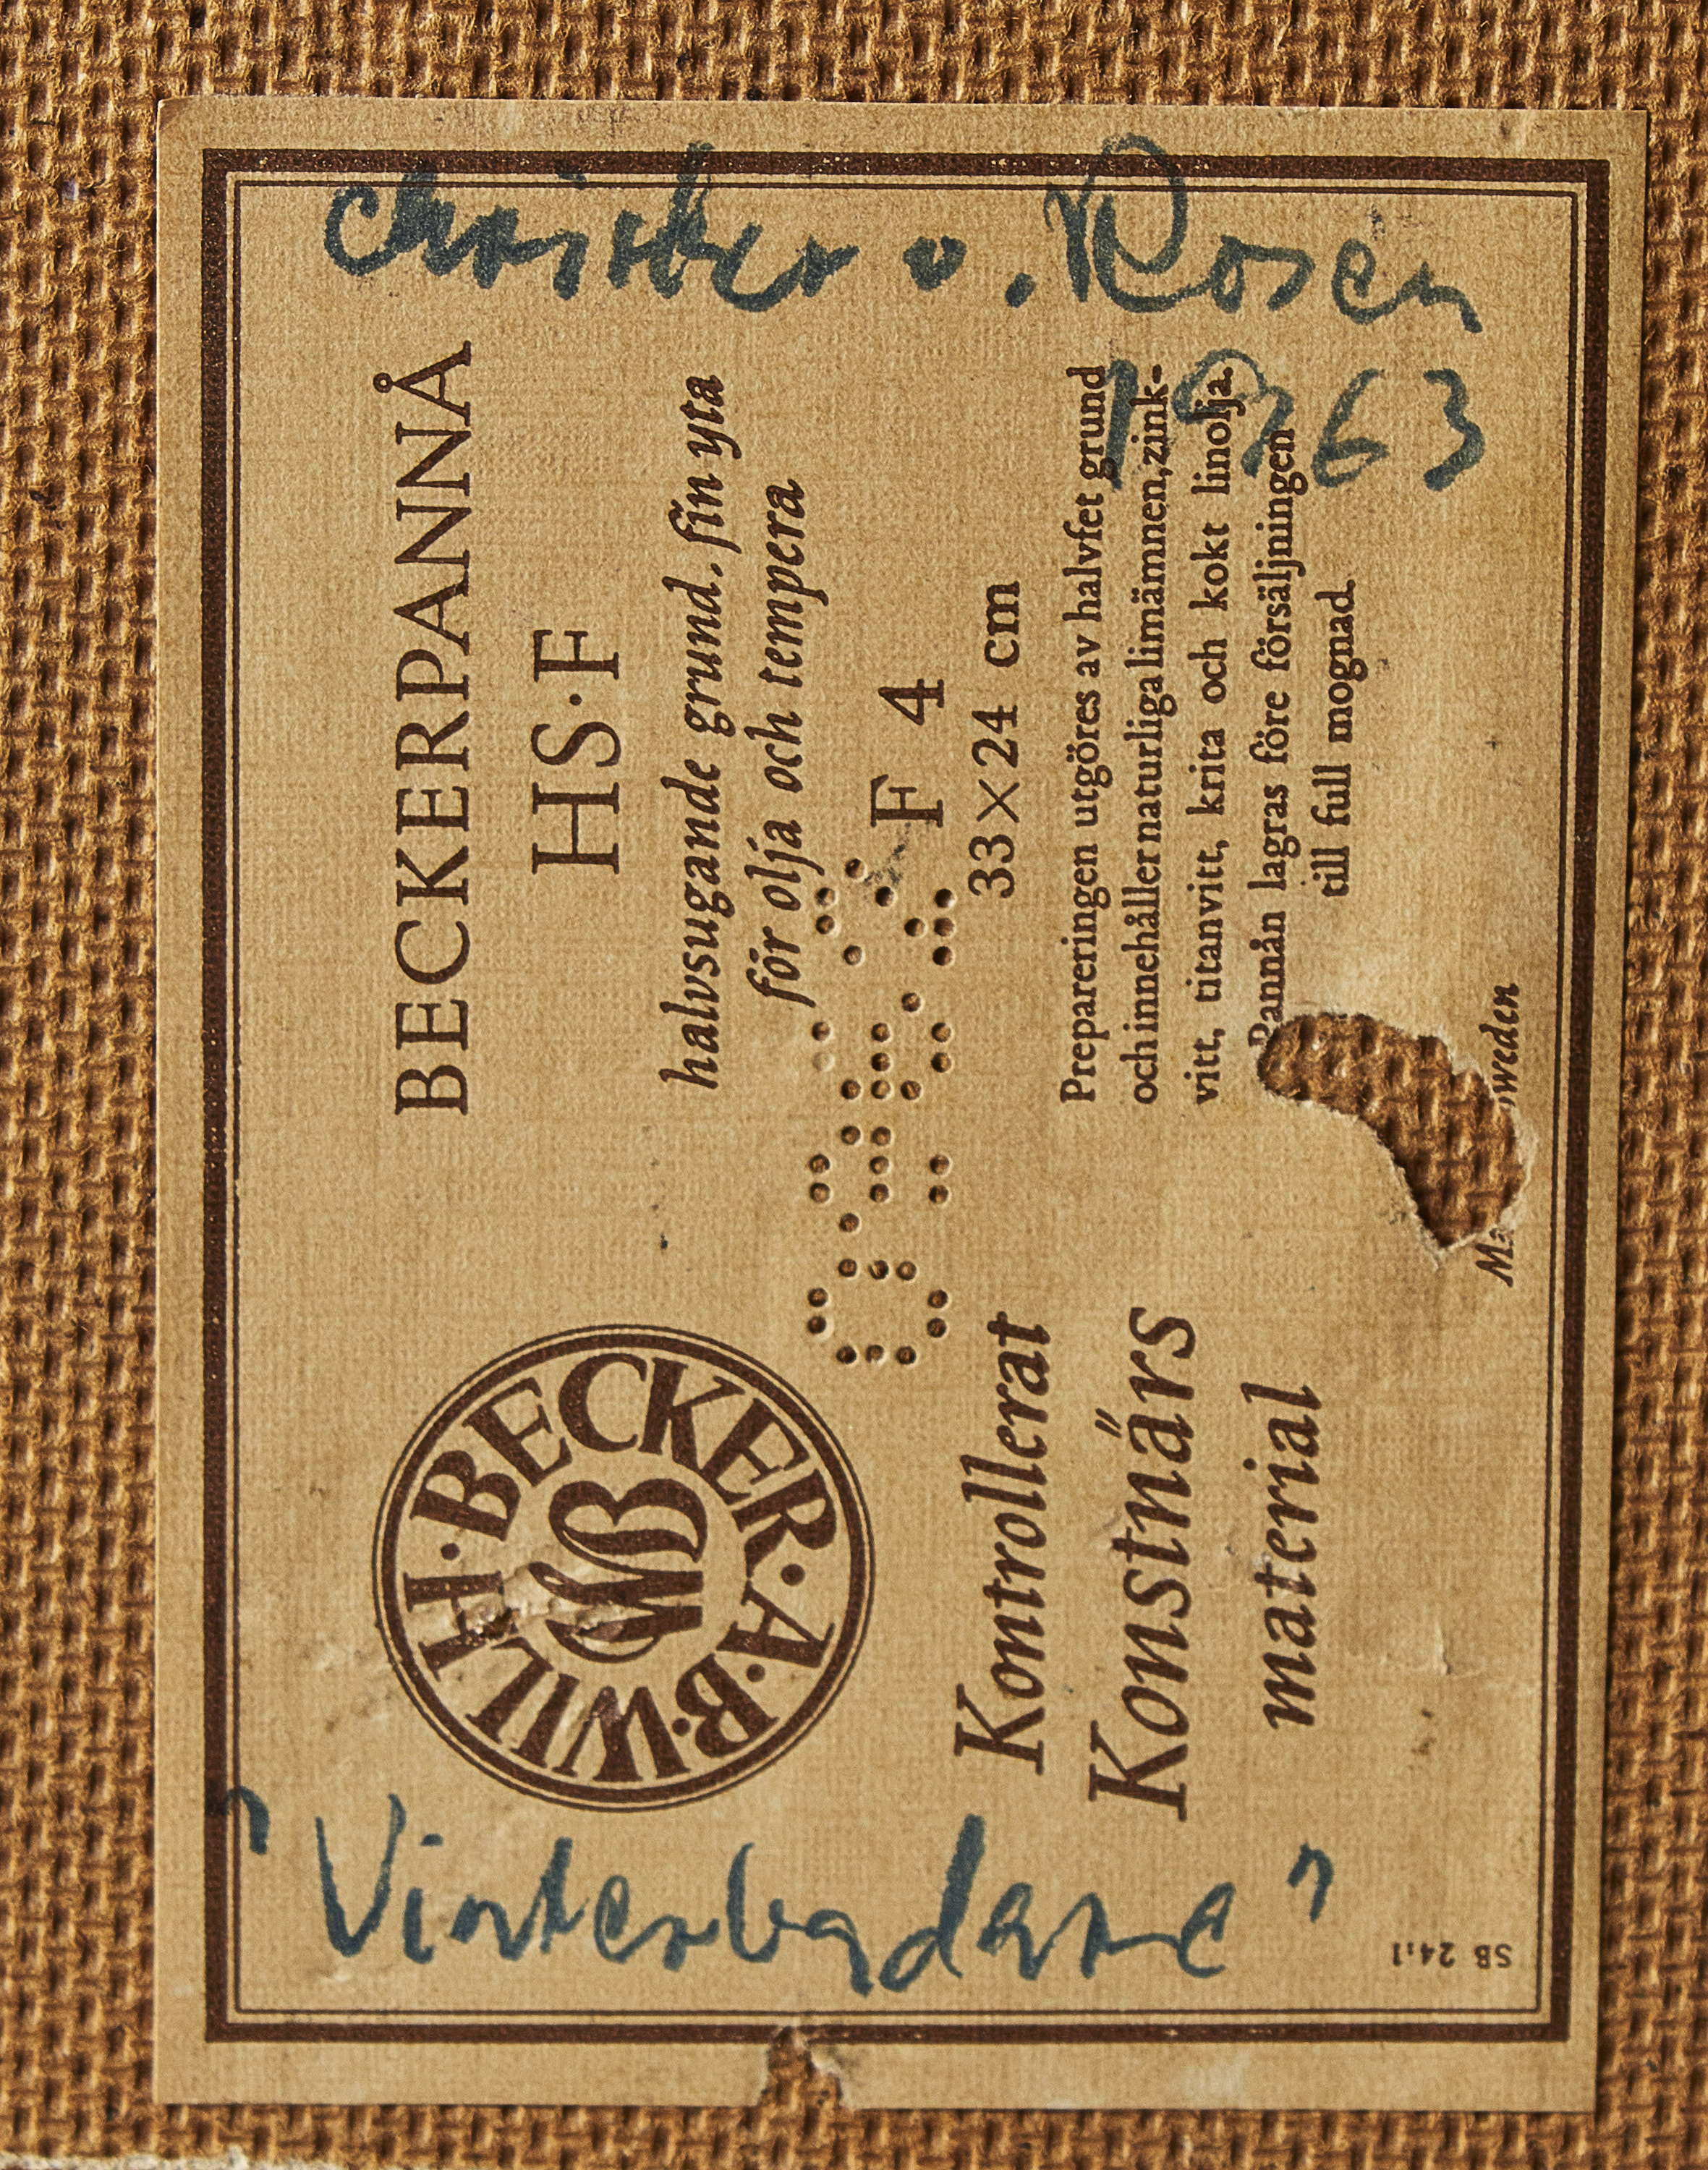 Christer v. Rosen
1963
BECKERPANNÅ
HS·F
halvsugande grund. fin yta
för olja och tempera
F 4
33×24 cm
Prepareringen utgöres av halvfet grund
och innehåller naturliga limämnen, zink-
vitt, titanvitt, krita och kokt linolja.
Pannån lagras före försäljningen
till full mognad.
0962
WILH·BECKER·A·B·
WB
Kontrollerat
Konstnärs
material
"Vinterbadare"
SB 24:1